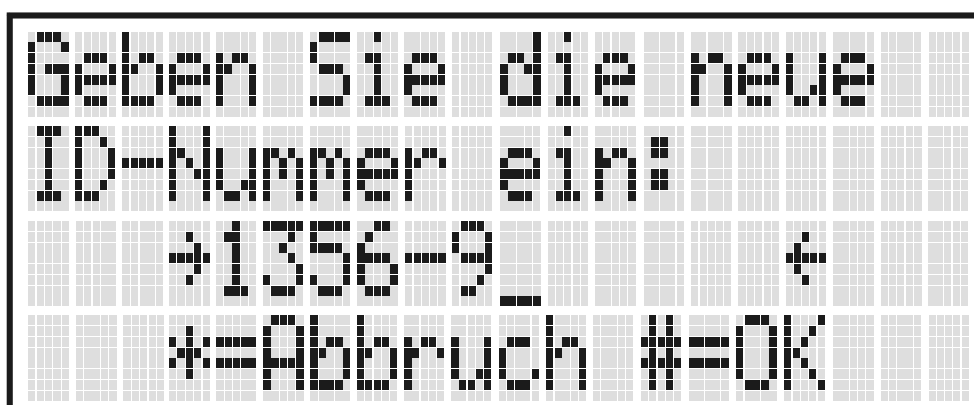 Geben Sie die neue
ID-Nummer ein:
→1356-9_ ←
*=Abbruch #=OK